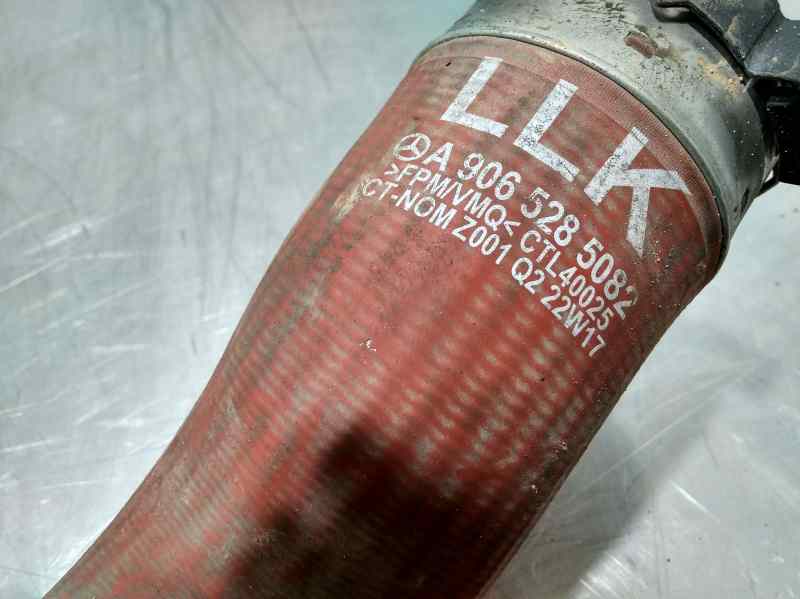 LLK
A 906 528 5082
>FPM/VMQ< CTL40025
CT-NOM Z001 Q2 22W17